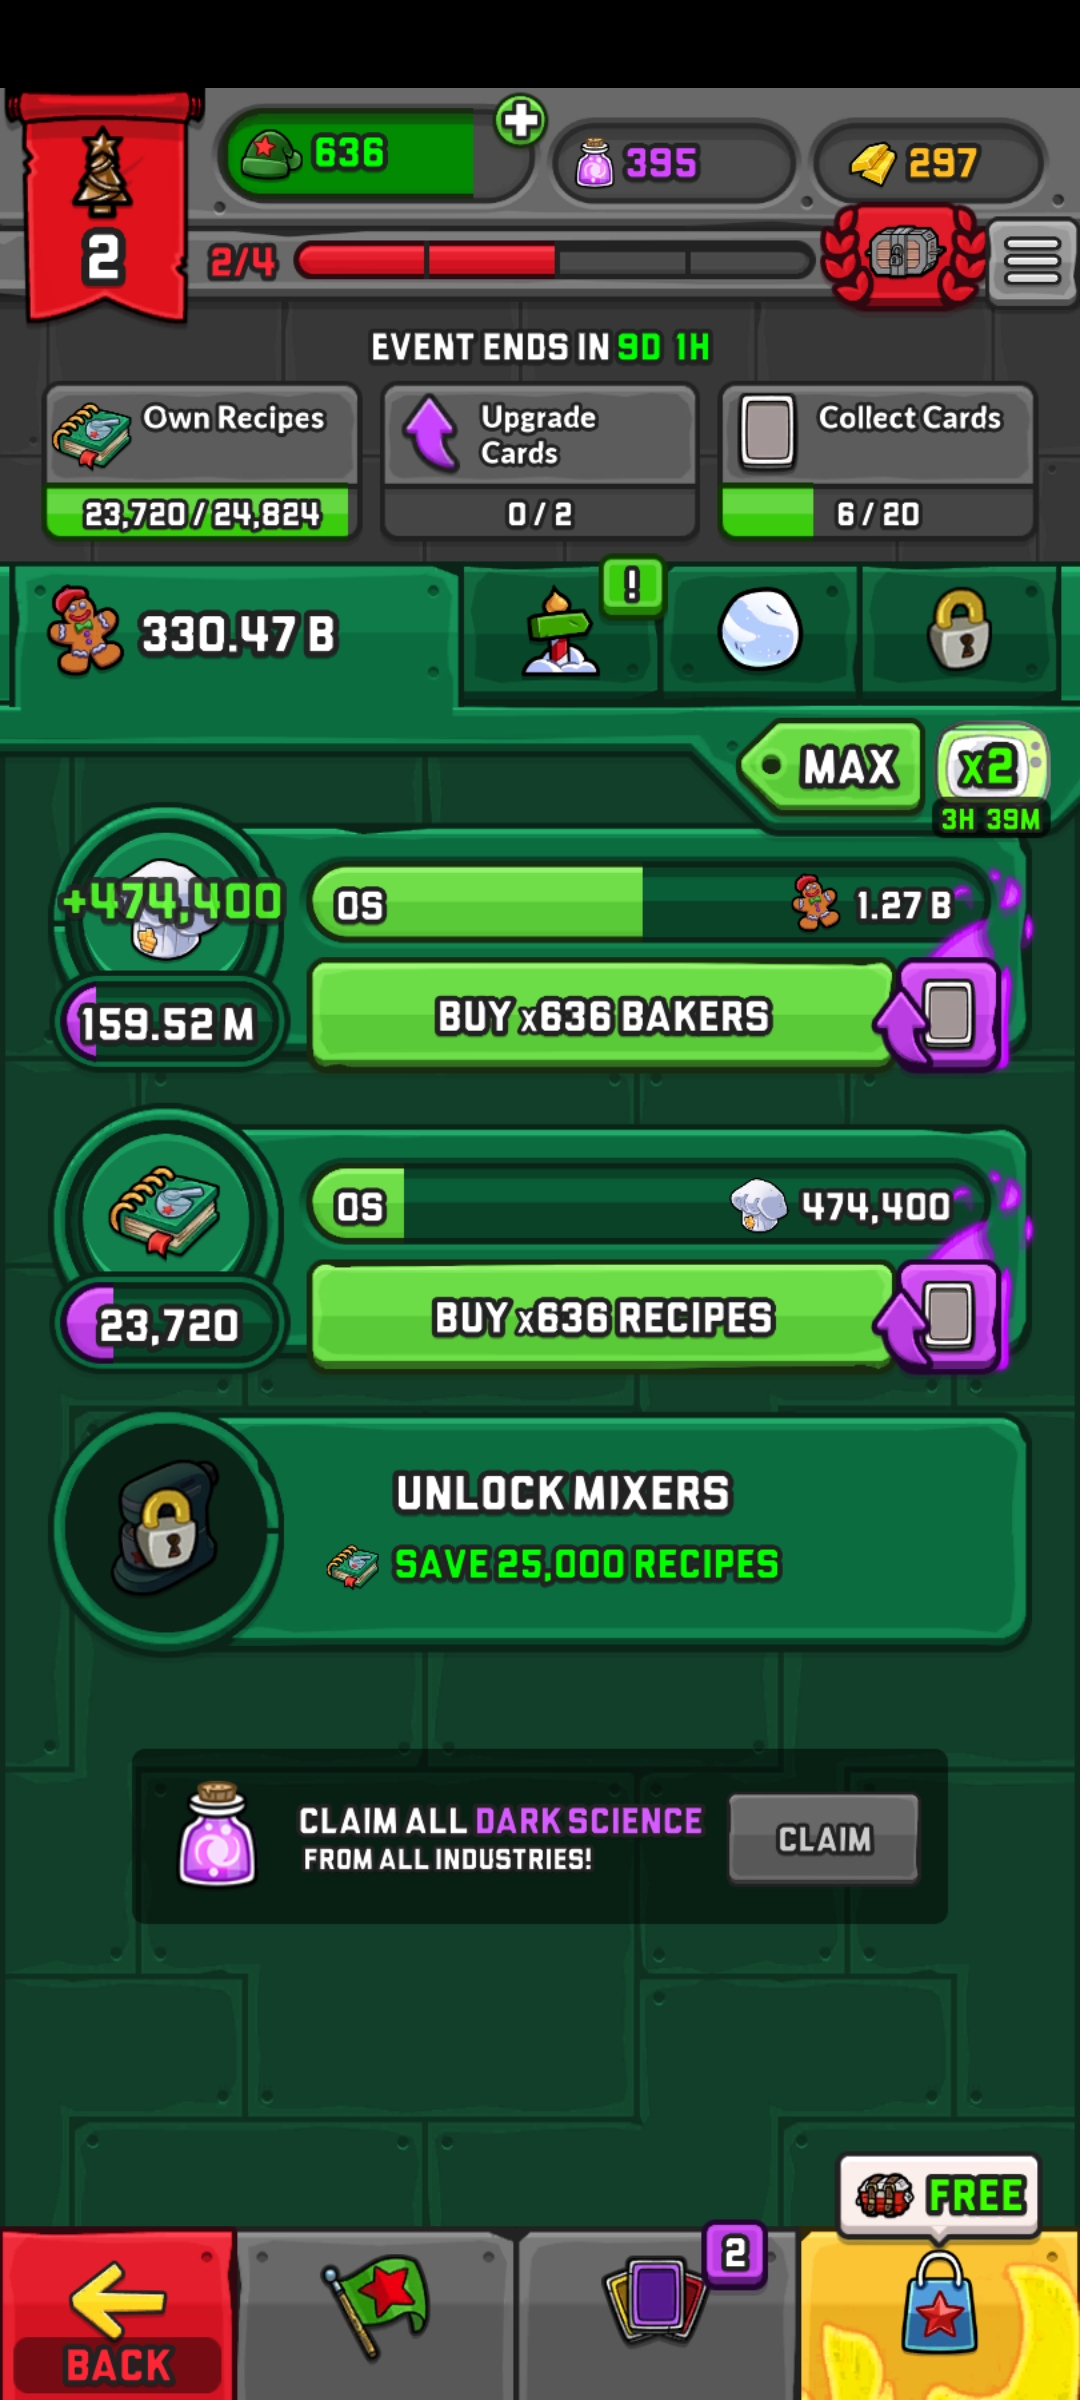 636
395
297
2
2/4
EVENT ENDS IN 9D 1H
Own Recipes
23,720/24,824
Upgrade
Cards
0/2
Collect Cards
6/20
330.47 B
!
MAX
x2
3H 39M
+474,400
0S
1.27 B
159.52 M
BUY x636 BAKERS
0S
474,400
23,720
BUY x636 RECIPES
UNLOCK MIXERS
SAVE 25,000 RECIPES
CLAIM ALL DARK SCIENCE
FROM ALL INDUSTRIES!
CLAIM
FREE
2
BACK